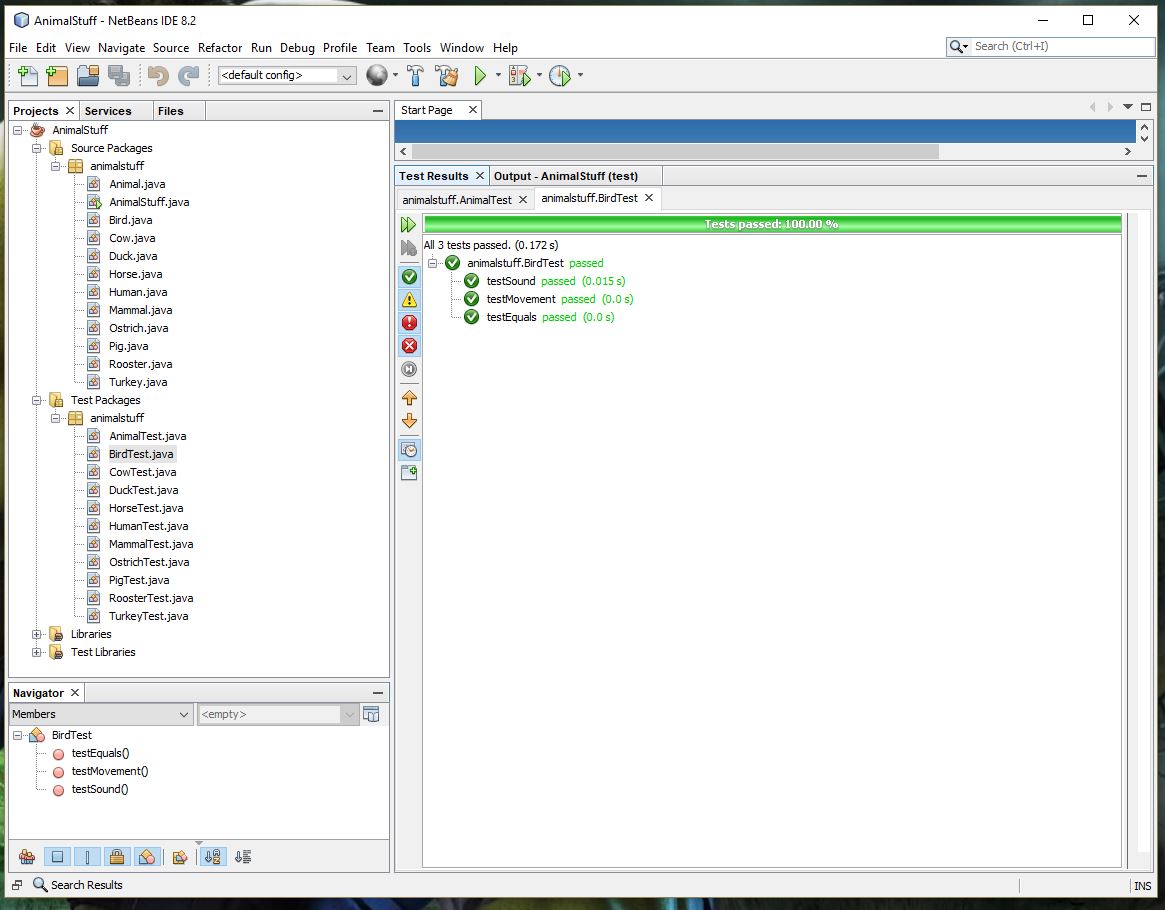 AnimalStuff - NetBeans IDE 8.2
File Edit View Navigate Source Refactor Run Debug Profile Team Tools Window Help
Search (Ctrl+I)
<default config>
Projects Services Files
AnimalStuff
Source Packages
animalstuff
Animal.java
AnimalStuff.java
Bird.java
Cow.java
Duck.java
Horse.java
Human.java
Mammal.java
Ostrich.java
Pig.java
Rooster.java
Turkey.java
Test Packages
animalstuff
AnimalTest.java
BirdTest.java
CowTest.java
DuckTest.java
HorseTest.java
HumanTest.java
MammalTest.java
OstrichTest.java
PigTest.java
RoosterTest.java
TurkeyTest.java
Libraries
Test Libraries
Navigator
Members <empty>
BirdTest
testEquals()
testMovement()
testSound()
Start Page
Test Results Output - AnimalStuff (test)
animalstuff.AnimalTest animalstuff.BirdTest
Tests passed: 100.00 %
All 3 tests passed. (0.172 s)
animalstuff.BirdTest passed
testSound passed (0.015 s)
testMovement passed (0.0 s)
testEquals passed (0.0 s)
Search Results
INS